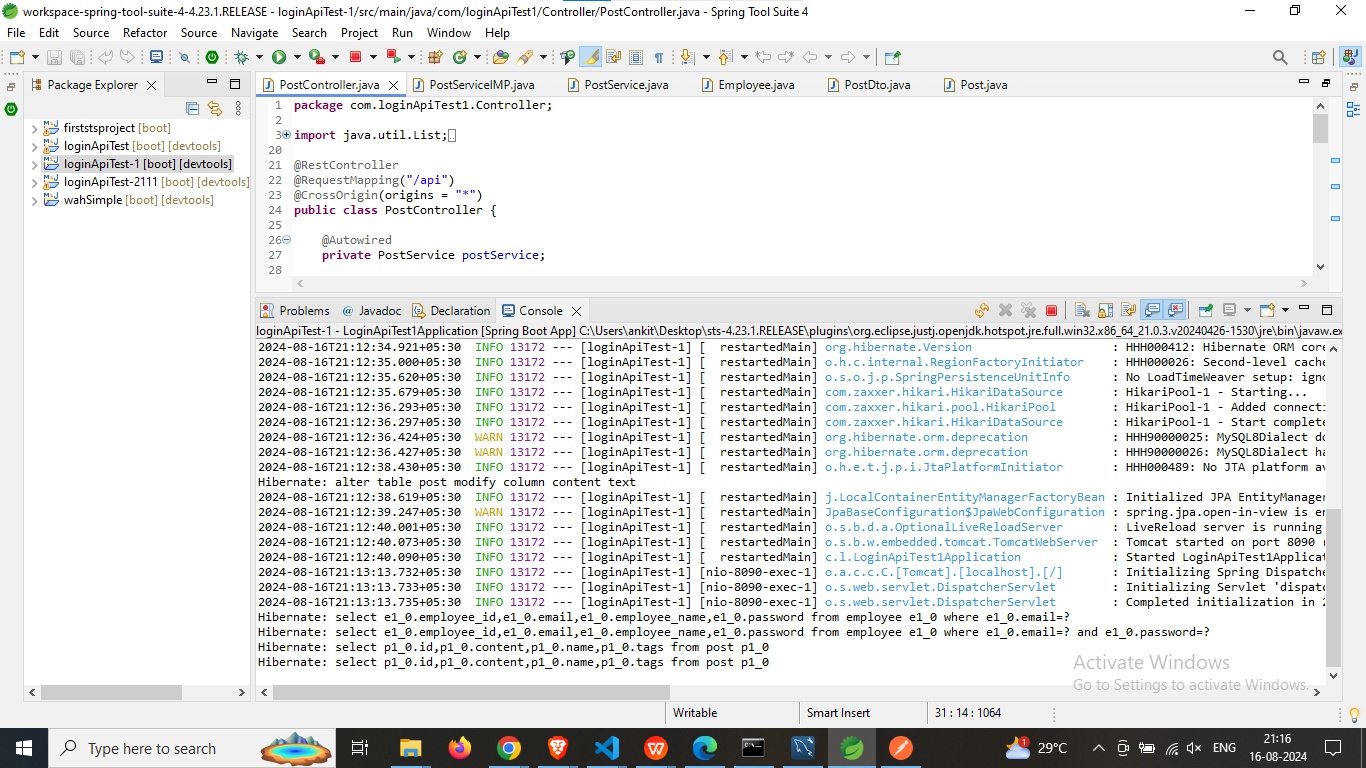 workspace-spring-tool-suite-4-4.23.1.RELEASE - loginApiTest-1/src/main/java/com/loginApiTest1/Controller/PostController.java - Spring Tool Suite 4
File Edit Source Refactor Source Navigate Search Project Run Window Help
Package Explorer
firststsproject [boot]
loginApiTest [boot] [devtools]
loginApiTest-1 [boot] [devtools]
loginApiTest-2111 [boot] [devtools]
wahSimple [boot] [devtools]
PostController.java PostServiceIMP.java PostService.java Employee.java PostDto.java Post.java
1 package com.loginApiTest1.Controller;
2
3 import java.util.List;
20
21 @RestController
22 @RequestMapping("/api")
23 @CrossOrigin(origins = "*")
24 public class PostController {
25
26 @Autowired
27 private PostService postService;
28
Problems Javadoc Declaration Console
loginApiTest-1 - LoginApiTest1Application [Spring Boot App] C:\Users\ankit\Desktop\sts-4.23.1.RELEASE\plugins\org.eclipse.justj.openjdk.hotspot.jre.full.win32.x86_64_21.0.3.v20240426-1530\jre\bin\javaw.ex
2024-08-16T21:12:34.921+05:30 INFO 13172 --- [loginApiTest-1] [ restartedMain] org.hibernate.Version : HHH000412: Hibernate ORM core
2024-08-16T21:12:35.000+05:30 INFO 13172 --- [loginApiTest-1] [ restartedMain] o.h.c.internal.RegionFactoryInitiator : HHH000026: Second-level cache
2024-08-16T21:12:35.620+05:30 INFO 13172 --- [loginApiTest-1] [ restartedMain] o.s.o.j.p.SpringPersistenceUnitInfo : No LoadTimeWeaver setup: igno
2024-08-16T21:12:35.679+05:30 INFO 13172 --- [loginApiTest-1] [ restartedMain] com.zaxxer.hikari.HikariDataSource : HikariPool-1 - Starting...
2024-08-16T21:12:36.293+05:30 INFO 13172 --- [loginApiTest-1] [ restartedMain] com.zaxxer.hikari.pool.HikariPool : HikariPool-1 - Added connecti
2024-08-16T21:12:36.297+05:30 INFO 13172 --- [loginApiTest-1] [ restartedMain] com.zaxxer.hikari.HikariDataSource : HikariPool-1 - Start complete
2024-08-16T21:12:36.424+05:30 WARN 13172 --- [loginApiTest-1] [ restartedMain] org.hibernate.orm.deprecation : HHH90000025: MySQL8Dialect do
2024-08-16T21:12:36.427+05:30 WARN 13172 --- [loginApiTest-1] [ restartedMain] org.hibernate.orm.deprecation : HHH90000026: MySQL8Dialect ha
2024-08-16T21:12:38.430+05:30 INFO 13172 --- [loginApiTest-1] [ restartedMain] o.h.e.t.j.p.i.JtaPlatformInitiator : HHH000489: No JTA platform av
Hibernate: alter table post modify column content text
2024-08-16T21:12:38.619+05:30 INFO 13172 --- [loginApiTest-1] [ restartedMain] j.LocalContainerEntityManagerFactoryBean : Initialized JPA EntityManager
2024-08-16T21:12:39.247+05:30 WARN 13172 --- [loginApiTest-1] [ restartedMain] JpaBaseConfiguration$JpaWebConfiguration : spring.jpa.open-in-view is er
2024-08-16T21:12:40.001+05:30 INFO 13172 --- [loginApiTest-1] [ restartedMain] o.s.b.d.a.OptionalLiveReloadServer : LiveReload server is running
2024-08-16T21:12:40.073+05:30 INFO 13172 --- [loginApiTest-1] [ restartedMain] o.s.b.w.embedded.tomcat.TomcatWebServer : Tomcat started on port 8090 (
2024-08-16T21:12:40.090+05:30 INFO 13172 --- [loginApiTest-1] [ restartedMain] c.l.LoginApiTest1Application : Started LoginApiTest1Applicat
2024-08-16T21:13:13.732+05:30 INFO 13172 --- [loginApiTest-1] [nio-8090-exec-1] o.a.c.c.C.[Tomcat].[localhost].[/] : Initializing Spring Dispatche
2024-08-16T21:13:13.733+05:30 INFO 13172 --- [loginApiTest-1] [nio-8090-exec-1] o.s.web.servlet.DispatcherServlet : Initializing Servlet 'dispatc
2024-08-16T21:13:13.735+05:30 INFO 13172 --- [loginApiTest-1] [nio-8090-exec-1] o.s.web.servlet.DispatcherServlet : Completed initialization in 2
Hibernate: select e1_0.employee_id,e1_0.email,e1_0.employee_name,e1_0.password from employee e1_0 where e1_0.email=?
Hibernate: select e1_0.employee_id,e1_0.email,e1_0.employee_name,e1_0.password from employee e1_0 where e1_0.email=? and e1_0.password=?
Hibernate: select p1_0.id,p1_0.content,p1_0.name,p1_0.tags from post p1_0
Hibernate: select p1_0.id,p1_0.content,p1_0.name,p1_0.tags from post p1_0
Activate Windows
Go to Settings to activate Windows.
Writable Smart Insert 31 : 14 : 1064
Type here to search
29°C ENG 21:16
16-08-2024